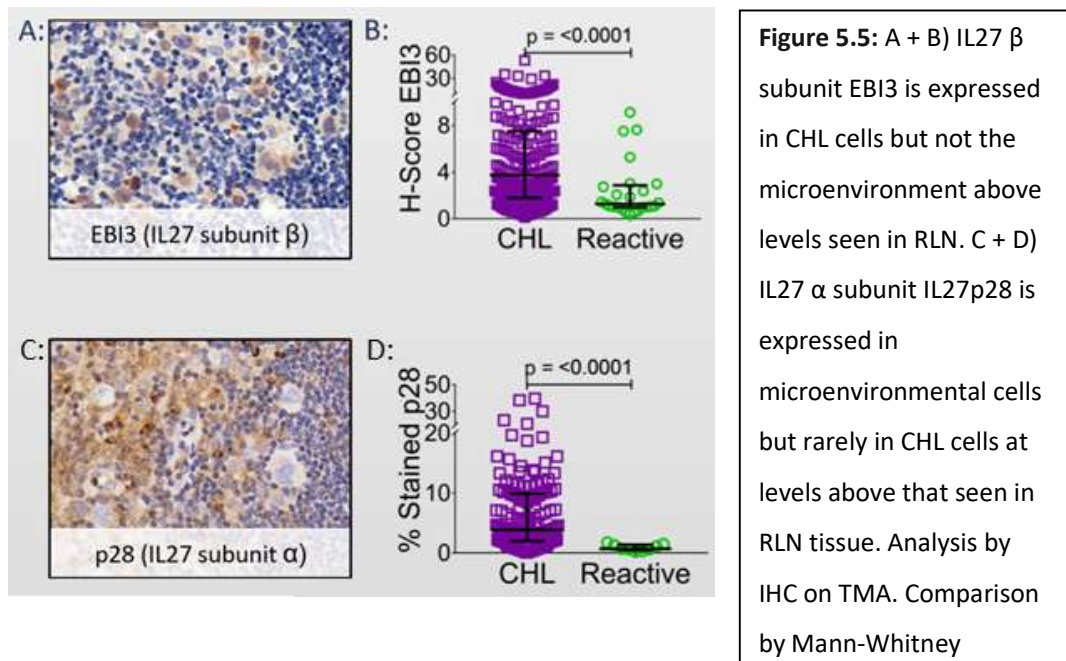 A:
EBI3 (IL27 subunit β)
B:
p = <0.0001
H-Score EBI3
60
30
8
4
0
CHL Reactive
C:
p28 (IL27 subunit α)
D:
p = <0.0001
% Stained p28
50
30
20
10
0
CHL Reactive
Figure 5.5: A + B) IL27 β
subunit EBI3 is expressed
in CHL cells but not the
microenvironment above
levels seen in RLN. C + D)
IL27 α subunit IL27p28 is
expressed in
microenvironmental cells
but rarely in CHL cells at
levels above that seen in
RLN tissue. Analysis by
IHC on TMA. Comparison
by Mann-Whitney